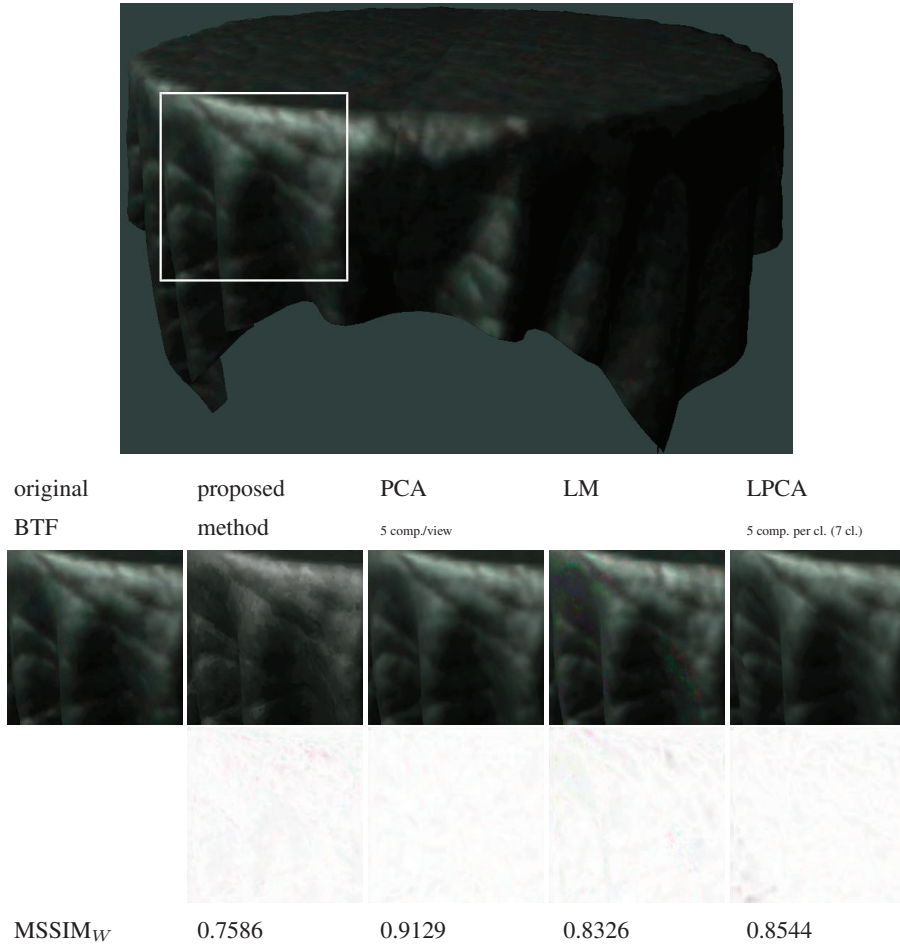 original proposed PCA LM LPCA
BTF method 5 comp./view 5 comp. per cl. (7 cl.)
MSSIM_W 0.7586 0.9129 0.8326 0.8544